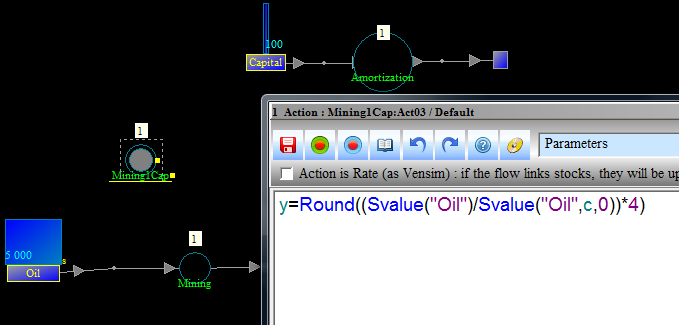 100
1
Capital
Amortization
1 Action : Mining1Cap:Act03 / Default
1
Parameters
Mining1Cap
Action is Rate (as Vensim) : if the flow links stocks, they will be up
y=Round((Svalue("Oil")/Svalue("Oil",c,0))*4)
1
5 000
s
Oil
Mining